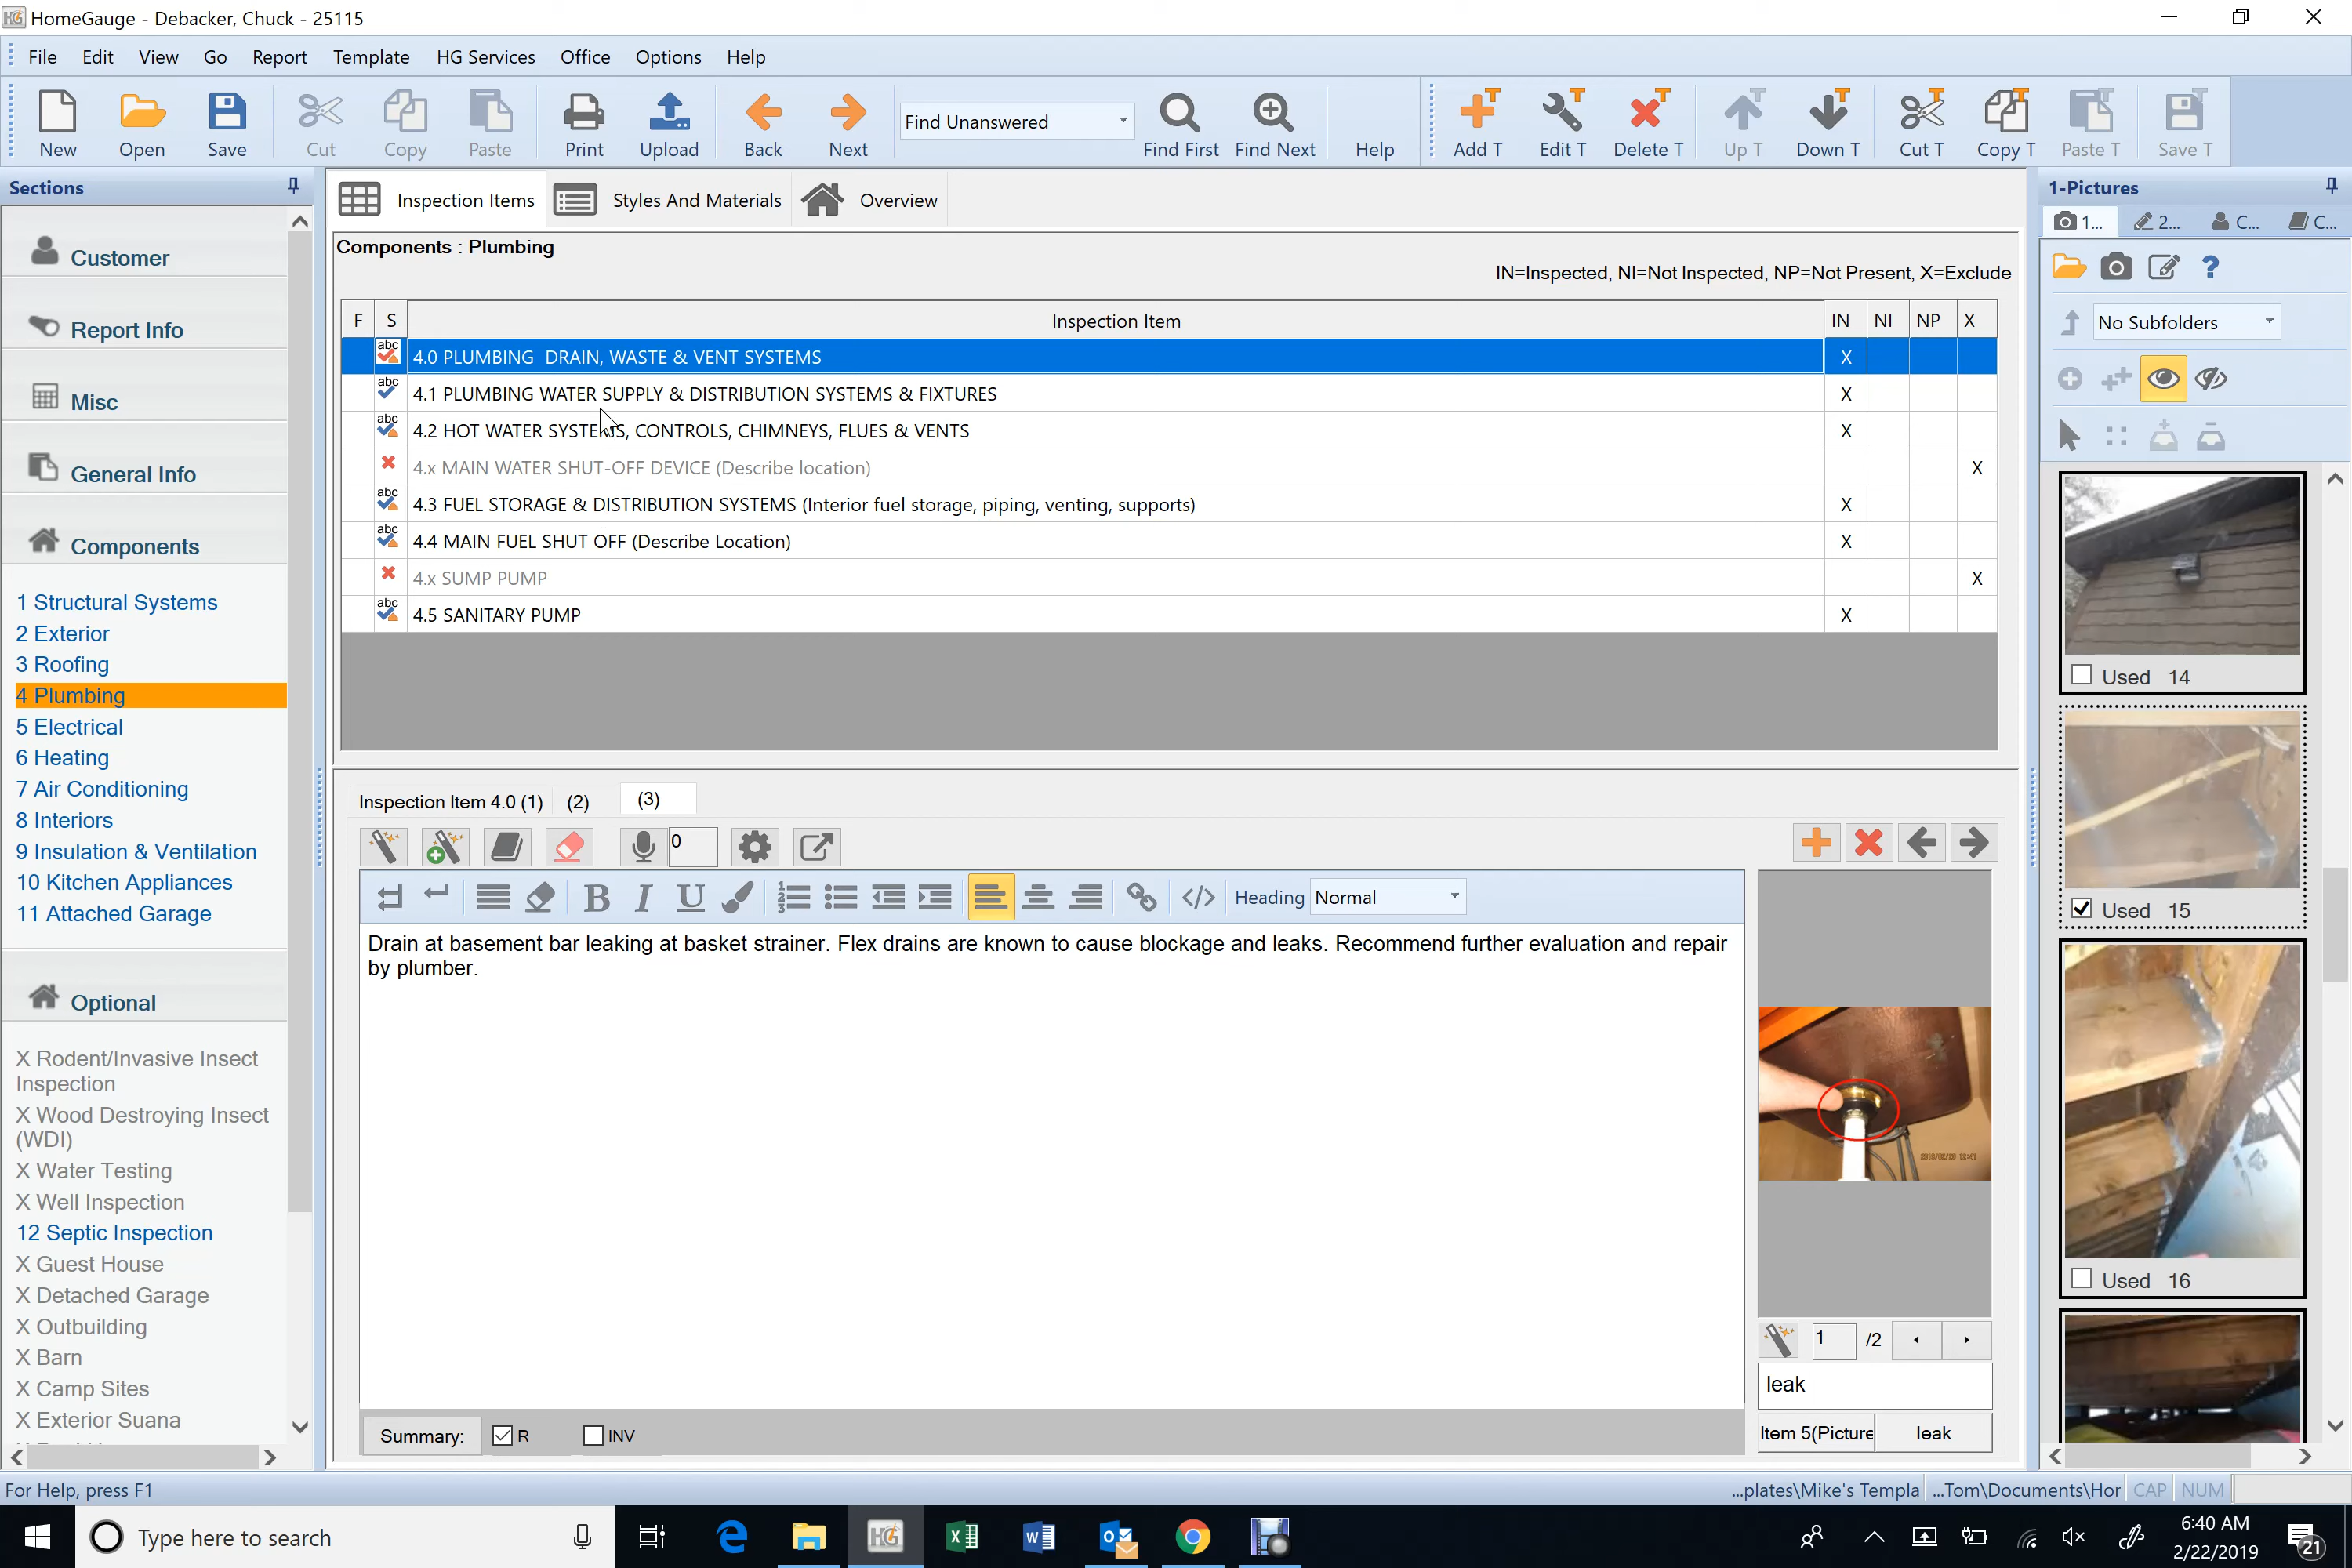 HomeGauge - Debacker, Chuck - 25115
File Edit View Go Report Template HG Services Office Options Help
New Open Save Cut Copy Paste Print Upload Back Next Find Unanswered Find First Find Next Help Add T Edit T Delete T Up T Down T Cut T Copy T Paste T Save T
Sections
Customer
Report Info
Misc
General Info
Components
1 Structural Systems
2 Exterior
3 Roofing
4 Plumbing
5 Electrical
6 Heating
7 Air Conditioning
8 Interiors
9 Insulation & Ventilation
10 Kitchen Appliances
11 Attached Garage
Optional
X Rodent/Invasive Insect
Inspection
X Wood Destroying Insect
(WDI)
X Water Testing
X Well Inspection
12 Septic Inspection
X Guest House
X Detached Garage
X Outbuilding
X Barn
X Camp Sites
X Exterior Suana
Inspection Items Styles And Materials Overview
Components : Plumbing
IN=Inspected, NI=Not Inspected, NP=Not Present, X=Exclude
F S Inspection Item IN NI NP X
abc 4.0 PLUMBING DRAIN, WASTE & VENT SYSTEMS X
abc 4.1 PLUMBING WATER SUPPLY & DISTRIBUTION SYSTEMS & FIXTURES X
abc 4.2 HOT WATER SYSTEMS, CONTROLS, CHIMNEYS, FLUES & VENTS X
4.x MAIN WATER SHUT-OFF DEVICE (Describe location) X
abc 4.3 FUEL STORAGE & DISTRIBUTION SYSTEMS (Interior fuel storage, piping, venting, supports) X
abc 4.4 MAIN FUEL SHUT OFF (Describe Location) X
4.x SUMP PUMP X
abc 4.5 SANITARY PUMP X
Inspection Item 4.0 (1) (2) (3)
0
B I U Heading Normal
Drain at basement bar leaking at basket strainer. Flex drains are known to cause blockage and leaks. Recommend further evaluation and repair
by plumber.
Summary: R INV
1 /2
leak
Item 5(Picture leak
1-Pictures
1... 2... C... C...
No Subfolders
Used 14
Used 15
Used 16
For Help, press F1 ...plates\Mike's Templa ...Tom\Documents\Hor CAP NUM
Type here to search
6:40 AM
2/22/2019
21